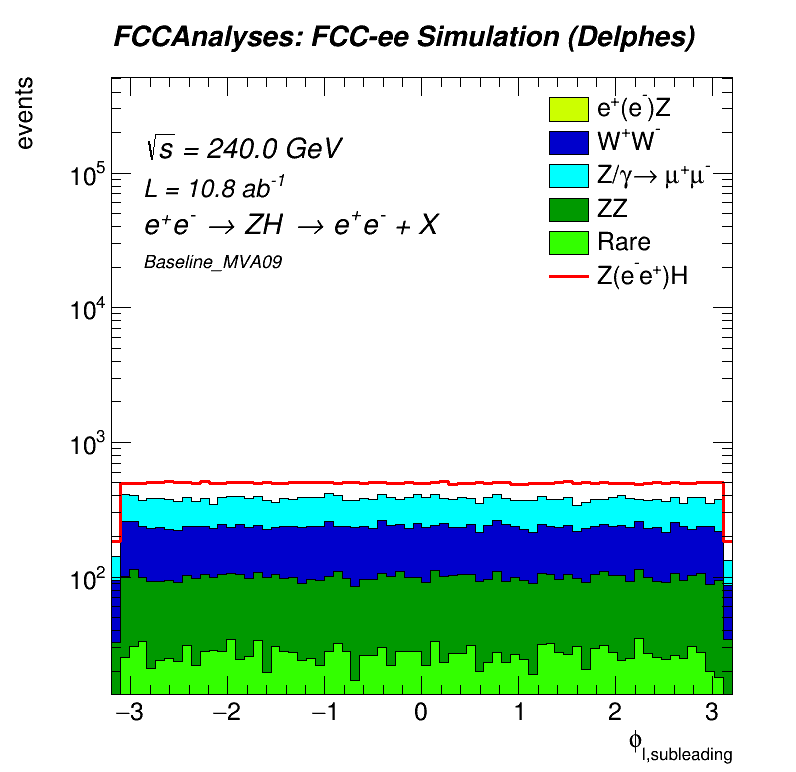 FCCAnalyses: FCC-ee Simulation (Delphes)
events
√s = 240.0 GeV
L = 10.8 ab⁻¹
e⁺e⁻ → ZH → e⁺e⁻ + X
Baseline_MVA09
e⁺(e⁻)Z
W⁺W⁻
Z/γ→ μ⁺μ⁻
ZZ
Rare
Z(e⁻e⁺)H
10⁵
10⁴
10³
10²
−3 −2 −1 0 1 2 3
ϕ_l,subleading